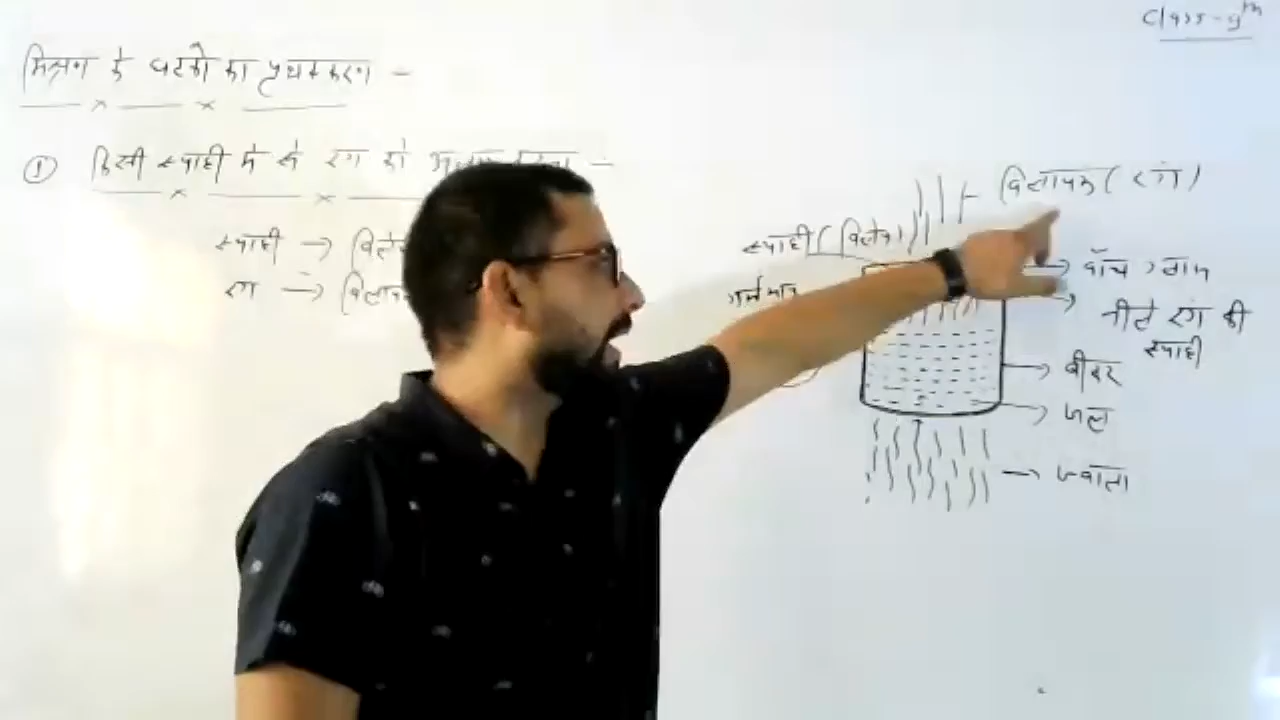 Class - 9th
मिश्रण के घटको का पृथक्करण -
① किसी स्याही मे से रंग को
स्याही →
रंग →
विलायक ( रंग )
स्याही ( विलेय )
वॉच ग्लास
नीले रंग की
स्याही
बीकर
जल
ज्वाला